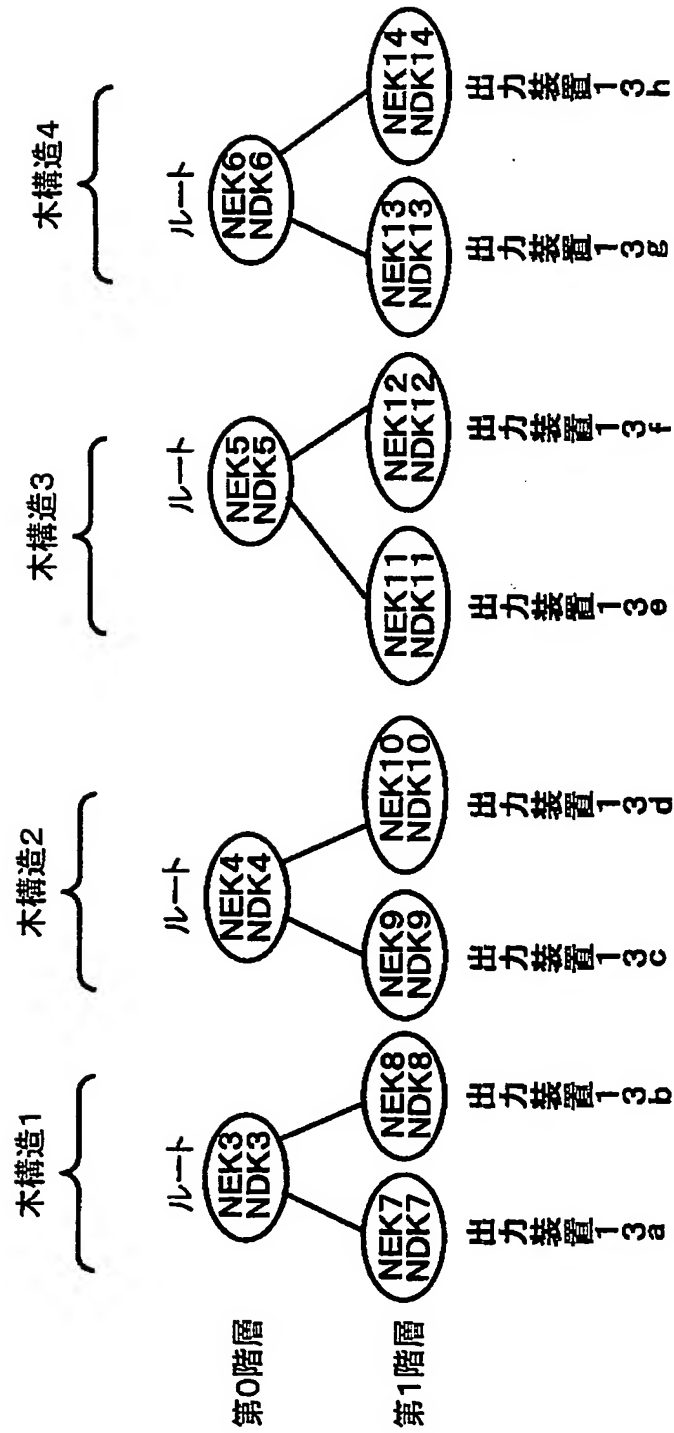 木構造1
木構造2
木構造3
木構造4
ルート
ルート
ルート
ルート
第0階層
NEK3
NDK3
NEK4
NDK4
NEK5
NDK5
NEK6
NDK6
第1階層
NEK7
NDK7
NEK8
NDK8
NEK9
NDK9
NEK10
NDK10
NEK11
NDK11
NEK12
NDK12
NEK13
NDK13
NEK14
NDK14
出力装置13a
出力装置13b
出力装置13c
出力装置13d
出力装置13e
出力装置13f
出力装置13g
出力装置13h